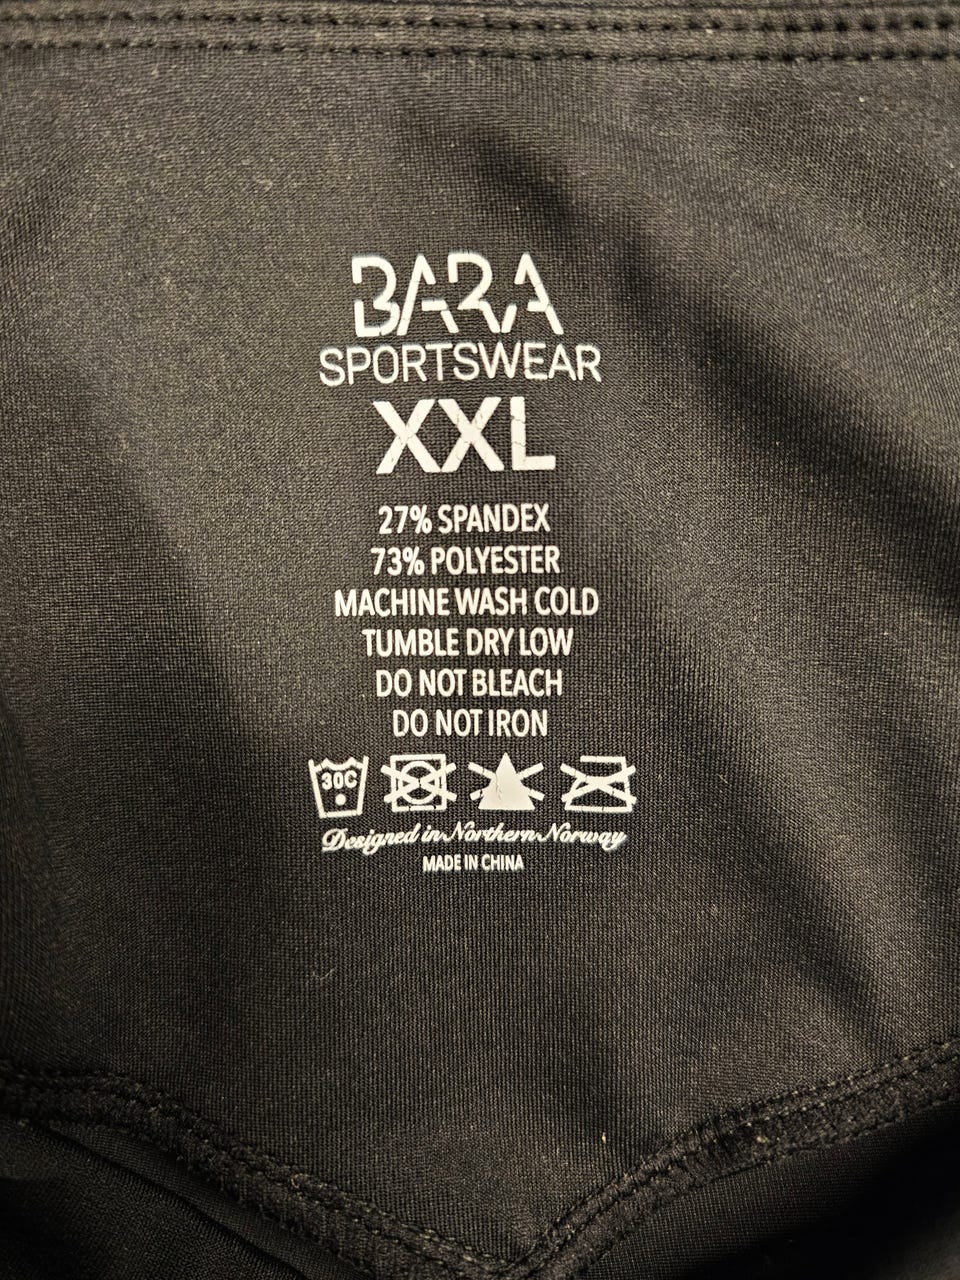 BARA
SPORTSWEAR
XXL
27% SPANDEX
73% POLYESTER
MACHINE WASH COLD
TUMBLE DRY LOW
DO NOT BLEACH
DO NOT IRON
30C
Designed in Northern Norway
MADE IN CHINA